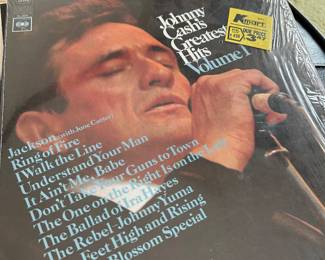 Johnny
Cash's
Greatest
Hits
Volume 1
Kmart
OUR PRICE
Jackson (with June Carter)
Ring of Fire
I Walk the Line
Understand Your Man
It Ain't Me, Babe
Don't Take Your Guns to Town
The One on the Right Is on the Left
The Ballad of Ira Hayes
The Rebel-Johnny Yuma
Feet High and Rising
Blossom Special